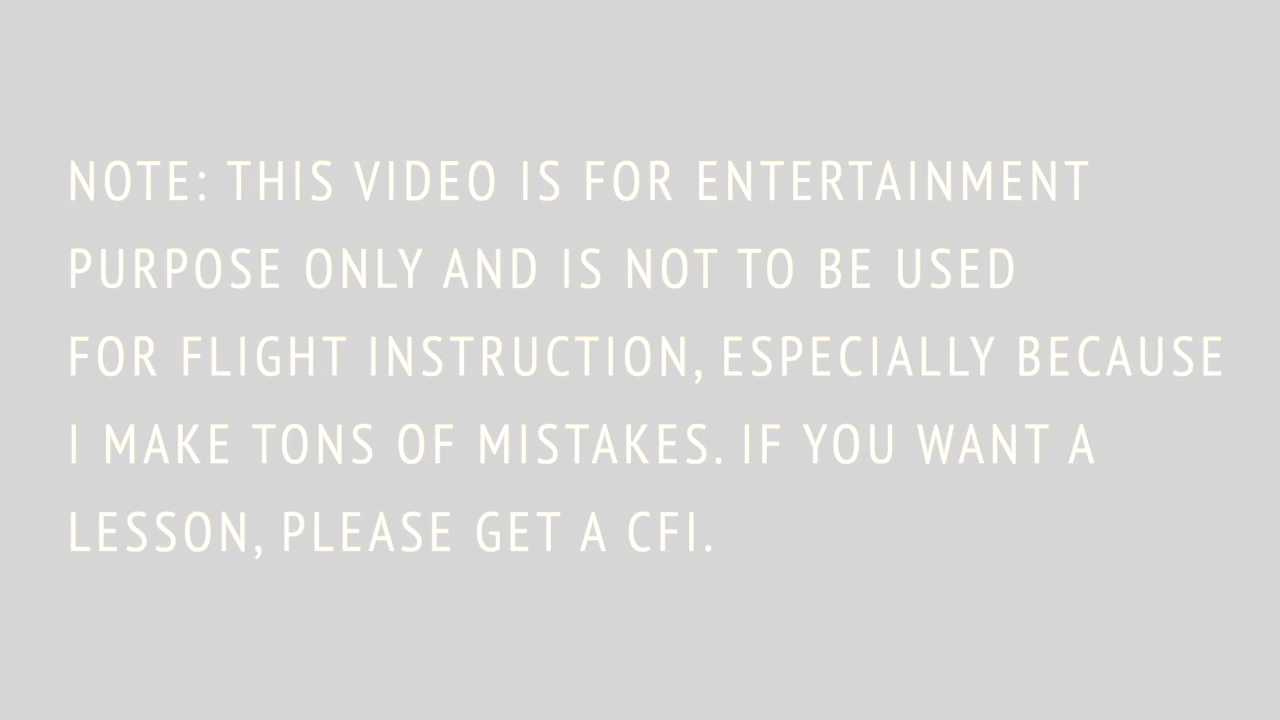 NOTE: THIS VIDEO IS FOR ENTERTAINMENT
PURPOSE ONLY AND IS NOT TO BE USED
FOR FLIGHT INSTRUCTION, ESPECIALLY BECAUSE
I MAKE TONS OF MISTAKES. IF YOU WANT A
LESSON, PLEASE GET A CFI.